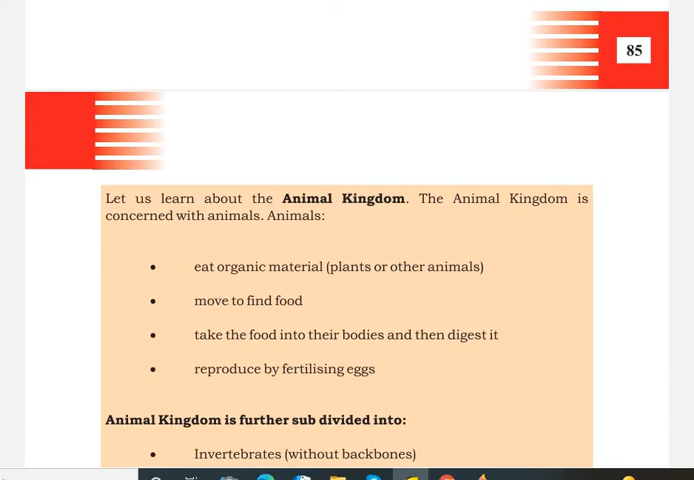 85
Let us learn about the Animal Kingdom. The Animal Kingdom is
concerned with animals. Animals:
• eat organic material (plants or other animals)
• move to find food
• take the food into their bodies and then digest it
• reproduce by fertilising eggs
Animal Kingdom is further sub divided into:
• Invertebrates (without backbones)